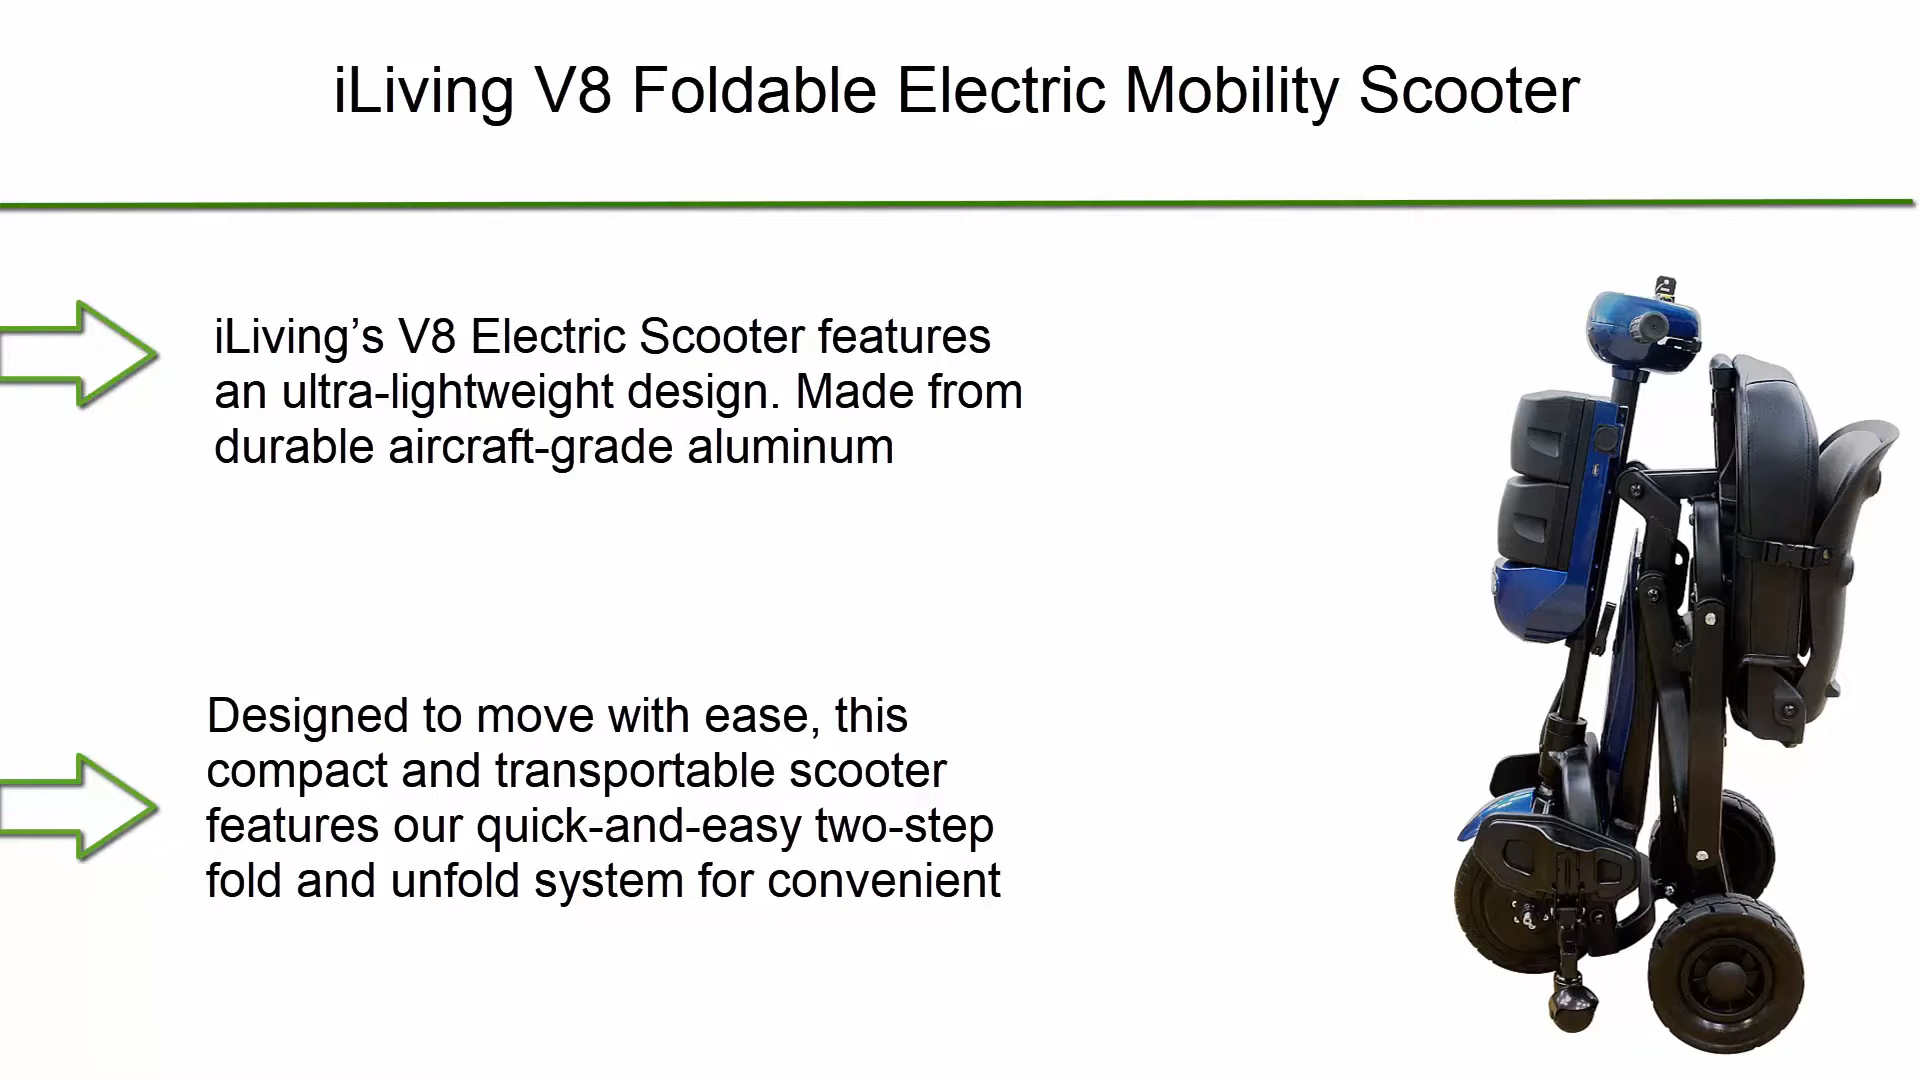 iLiving V8 Foldable Electric Mobility Scooter
iLiving’s V8 Electric Scooter features
an ultra-lightweight design. Made from
durable aircraft-grade aluminum
Designed to move with ease, this
compact and transportable scooter
features our quick-and-easy two-step
fold and unfold system for convenient